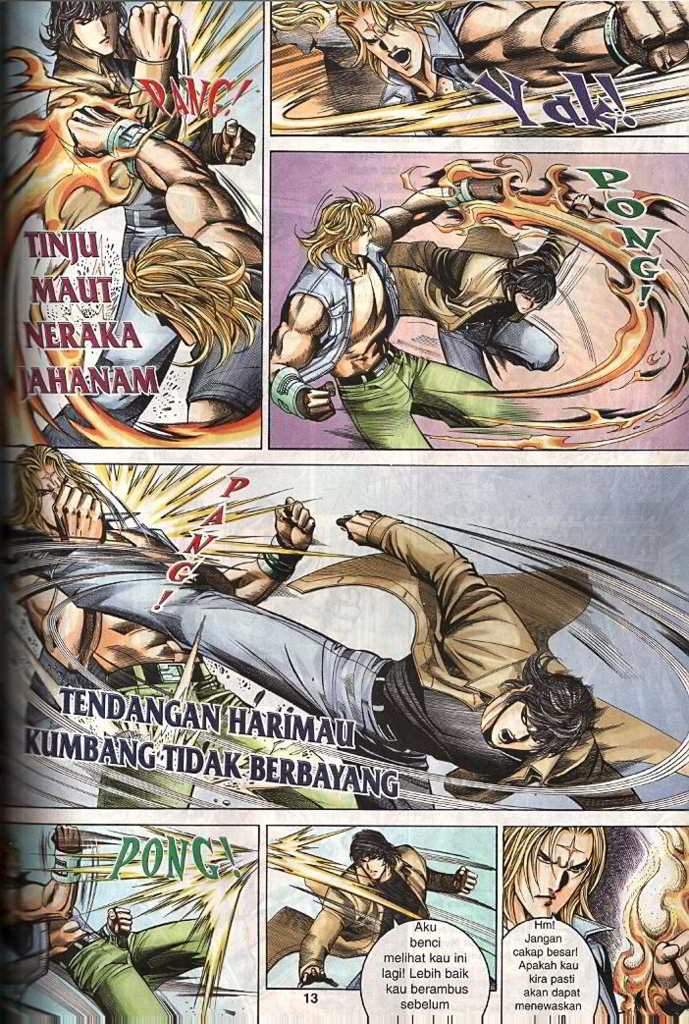 PANG!
TINJU
MAUT
NERAKA
JAHANAM
Yak!
PONG!
PANG!
TENDANGAN HARIMAU
KUMBANG TIDAK BERBAYANG
PONG!
Aku
benci
melihat kau ini
lagi! Lebih baik
kau berambus
sebelum
13
Hm!
Jangan
cakap besar!
Apakah kau
kira pasti
akan dapat
menewaskan